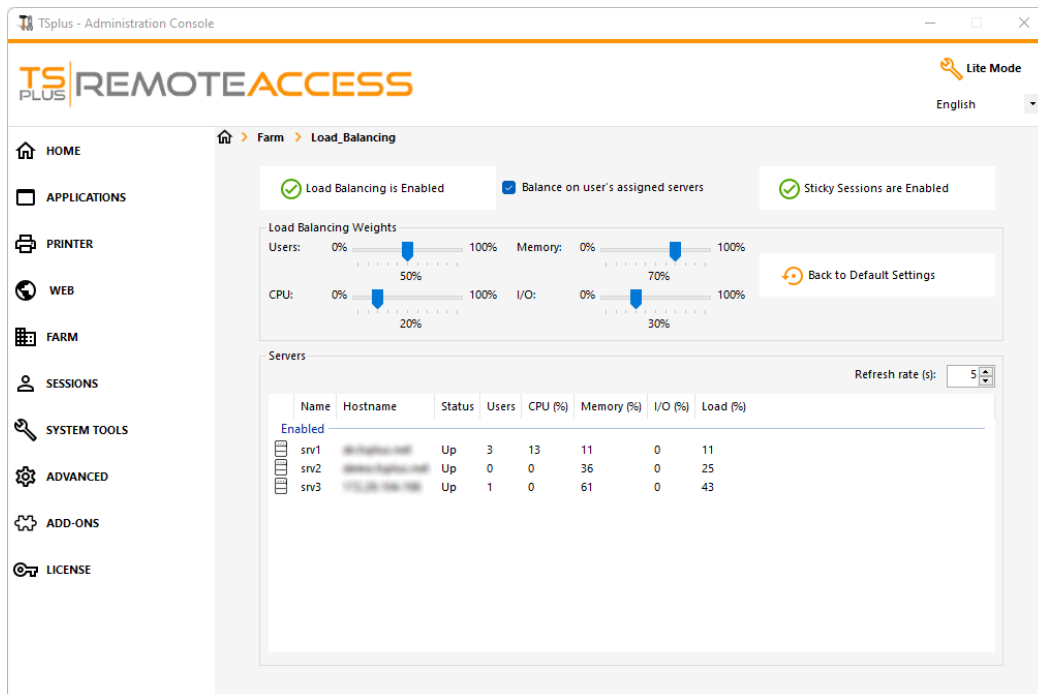 TSplus - Administration Console
TS PLUS REMOTEACCESS
Lite Mode
English
HOME
APPLICATIONS
PRINTER
WEB
FARM
SESSIONS
SYSTEM TOOLS
ADVANCED
ADD-ONS
LICENSE
Farm > Load_Balancing
Load Balancing is Enabled
Balance on user's assigned servers
Sticky Sessions are Enabled
Load Balancing Weights
Users: 0% 100% Memory: 0% 100%
50% 70%
Back to Default Settings
CPU: 0% 100% I/O: 0% 100%
20% 30%
Servers
Refresh rate (s): 5
Name Hostname Status Users CPU (%) Memory (%) I/O (%) Load (%)
Enabled
srv1 Up 3 13 11 0 11
srv2 Up 0 0 36 0 25
srv3 Up 1 0 61 0 43